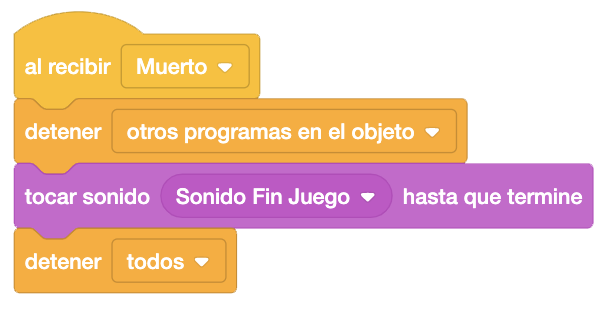 al recibir Muerto
detener otros programas en el objeto
tocar sonido Sonido Fin Juego hasta que termine
detener todos